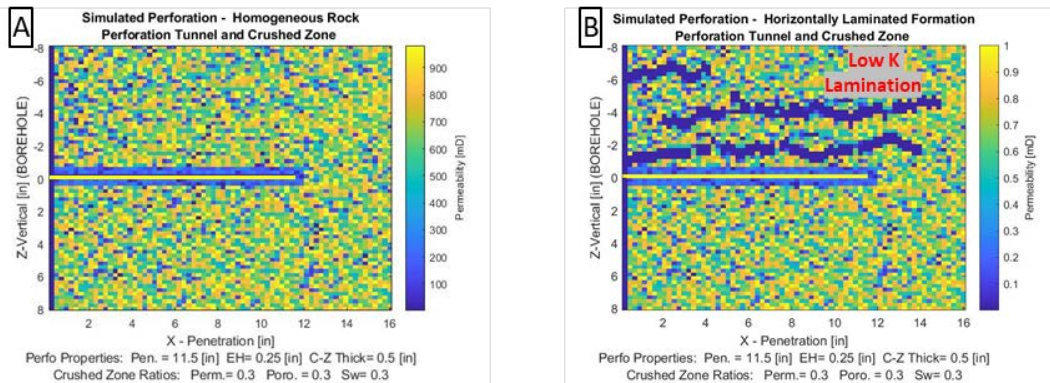 A
Simulated Perforation - Homogeneous Rock
Perforation Tunnel and Crushed Zone
-8
-6
-4
-2
0
2
4
6
8
Z-Vertical [in] (BOREHOLE)
2 4 6 8 10 12 14 16
X - Penetration [in]
900
800
700
600
500
400
300
200
100
Permeability [mD]
Perfo Properties: Pen. = 11.5 [in] EH= 0.25 [in] C-Z Thick= 0.5 [in]
Crushed Zone Ratios: Perm.= 0.3 Poro. = 0.3 Sw= 0.3
B
Simulated Perforation - Horizontally Laminated Formation
Perforation Tunnel and Crushed Zone
Low K
Lamination
-8
-6
-4
-2
0
2
4
6
8
Z-Vertical [in] (BOREHOLE)
2 4 6 8 10 12 14 16
X - Penetration [in]
1
0.9
0.8
0.7
0.6
0.5
0.4
0.3
0.2
0.1
Permeability [mD]
Perfo Properties: Pen. = 11.5 [in] EH= 0.25 [in] C-Z Thick= 0.5 [in]
Crushed Zone Ratios: Perm.= 0.3 Poro. = 0.3 Sw= 0.3